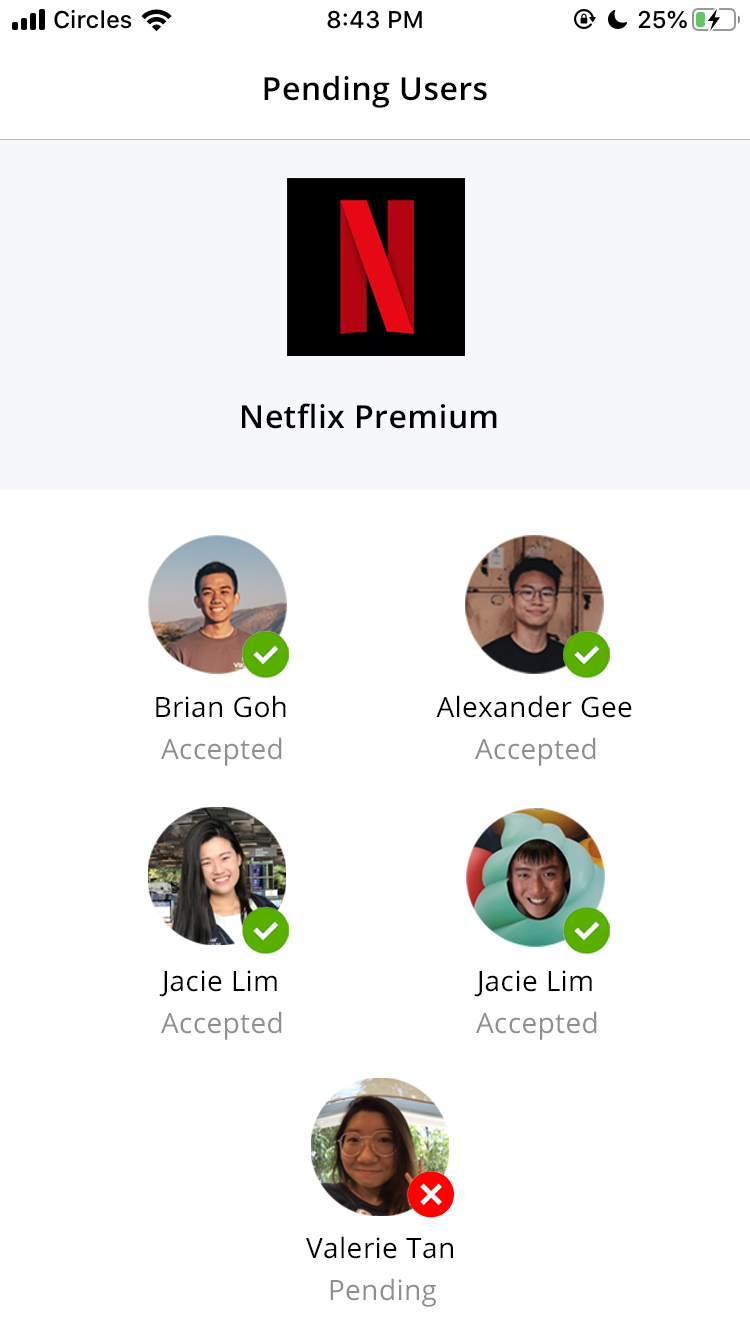 Circles 8:43 PM 25%
Pending Users
N
Netflix Premium
Brian Goh Alexander Gee
Accepted Accepted
Jacie Lim Jacie Lim
Accepted Accepted
Valerie Tan
Pending